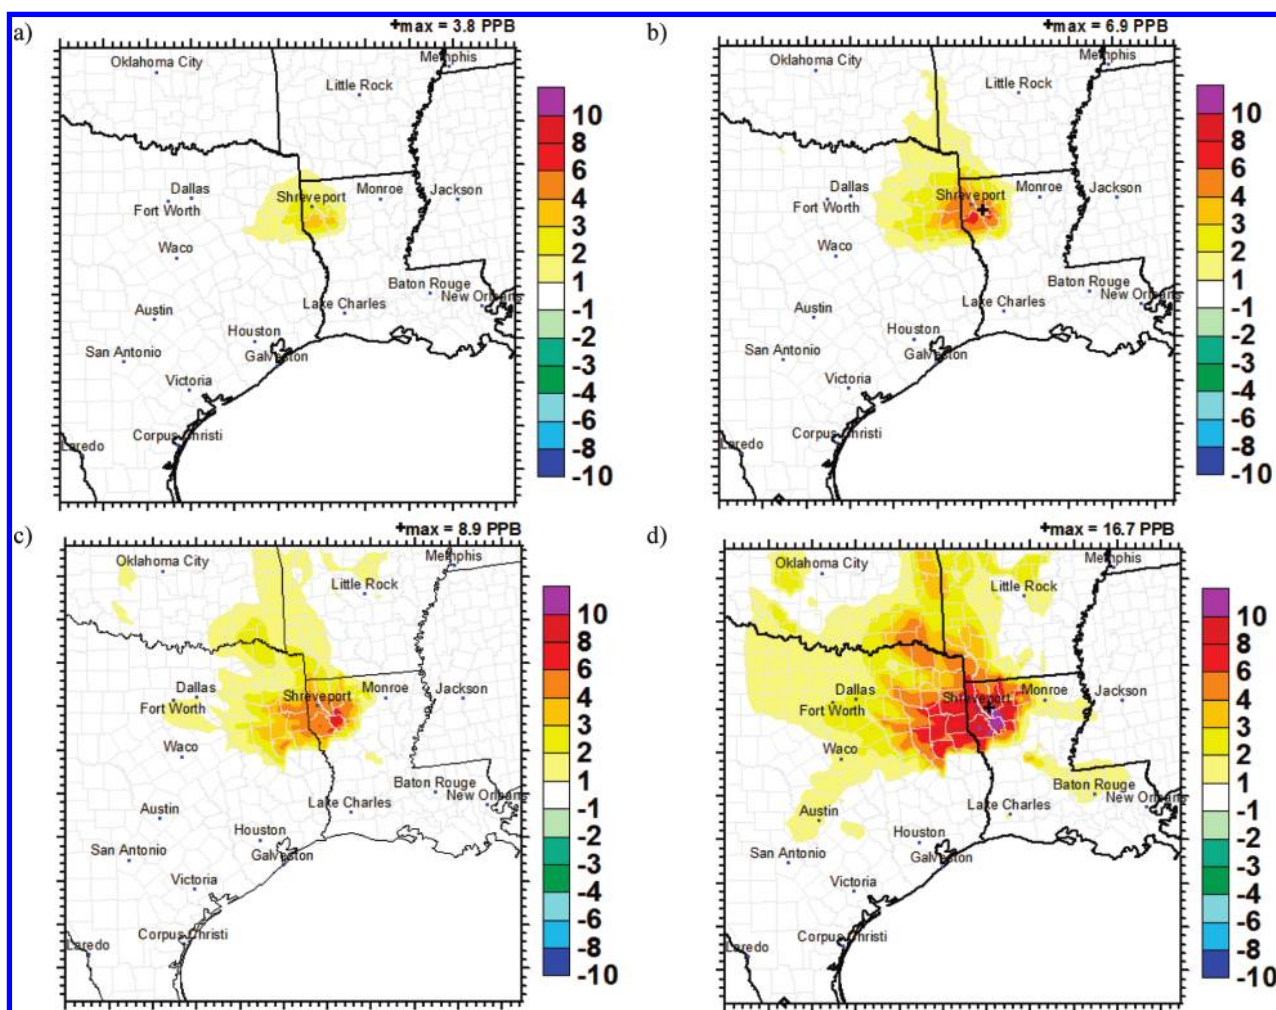 a)
+max = 3.8 PPB
Oklahoma City
Memphis
Little Rock
Dallas
Fort Worth
Shreveport
Monroe
Jackson
Waco
Baton Rouge
New Orleans
Lake Charles
Austin
Houston
San Antonio
Galveston
Victoria
Corpus Christi
Laredo
10
8
6
4
3
2
1
-1
-2
-3
-4
-6
-8
-10
b)
+max = 6.9 PPB
Oklahoma City
Memphis
Little Rock
Dallas
Fort Worth
Shreveport
Monroe
Jackson
Waco
Baton Rouge
New Orleans
Lake Charles
Austin
Houston
San Antonio
Galveston
Victoria
Corpus Christi
Laredo
10
8
6
4
3
2
1
-1
-2
-3
-4
-6
-8
-10
c)
+max = 8.9 PPB
Oklahoma City
Memphis
Little Rock
Dallas
Fort Worth
Shreveport
Monroe
Jackson
Waco
Baton Rouge
New Orleans
Lake Charles
Austin
Houston
San Antonio
Galveston
Victoria
Corpus Christi
Laredo
10
8
6
4
3
2
1
-1
-2
-3
-4
-6
-8
-10
d)
+max = 16.7 PPB
Oklahoma City
Memphis
Little Rock
Dallas
Fort Worth
Shreveport
Monroe
Jackson
Waco
Baton Rouge
New Orleans
Lake Charles
Austin
Houston
San Antonio
Galveston
Victoria
Corpus Christi
Laredo
10
8
6
4
3
2
1
-1
-2
-3
-4
-6
-8
-10